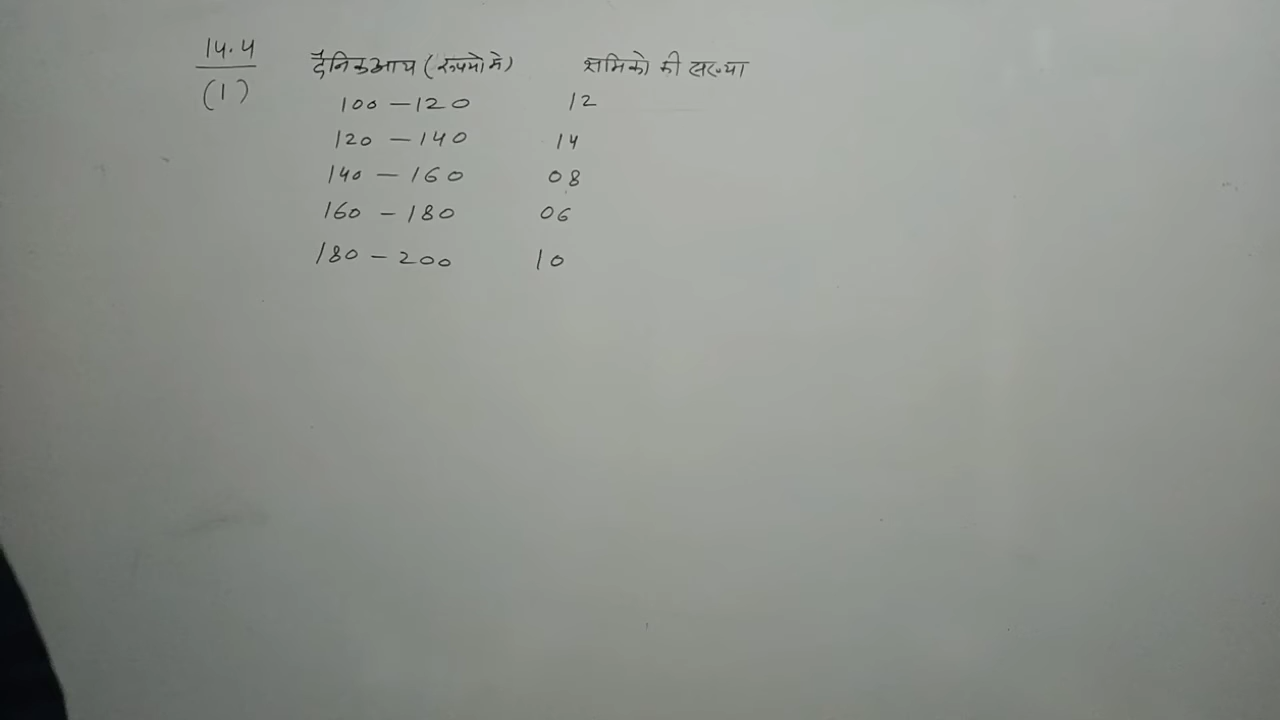 14.4 दैनिक आय (रुपयो मे) श्रमिको की संख्या
(1) 100 - 120 12
120 - 140 14
140 - 160 08
160 - 180 06
180 - 200 10